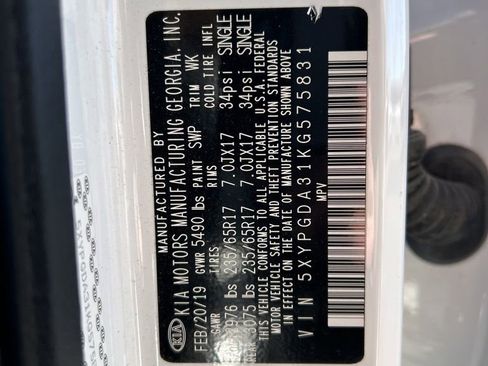 MANUFACTURED BY
KIA KIA MOTORS MANUFACTURING GEORGIA, INC.
FEB/20/19 GVWR 5490 lbs PAINT SWP TRIM WK
GAWR TIRES RIMS COLD TIRE INFL
3976 lbs 235/65R17 7.0JX17 34psi SINGLE
3075 lbs 235/65R17 7.0JX17 34psi SINGLE
THIS VEHICLE CONFORMS TO ALL APPLICABLE U.S.A. FEDERAL
MOTOR VEHICLE SAFETY AND THEFT PREVENTION STANDARDS
IN EFFECT ON THE DATE OF MANUFACTURE SHOWN ABOVE
VIN 5XYPGDA31KG575831
MPV